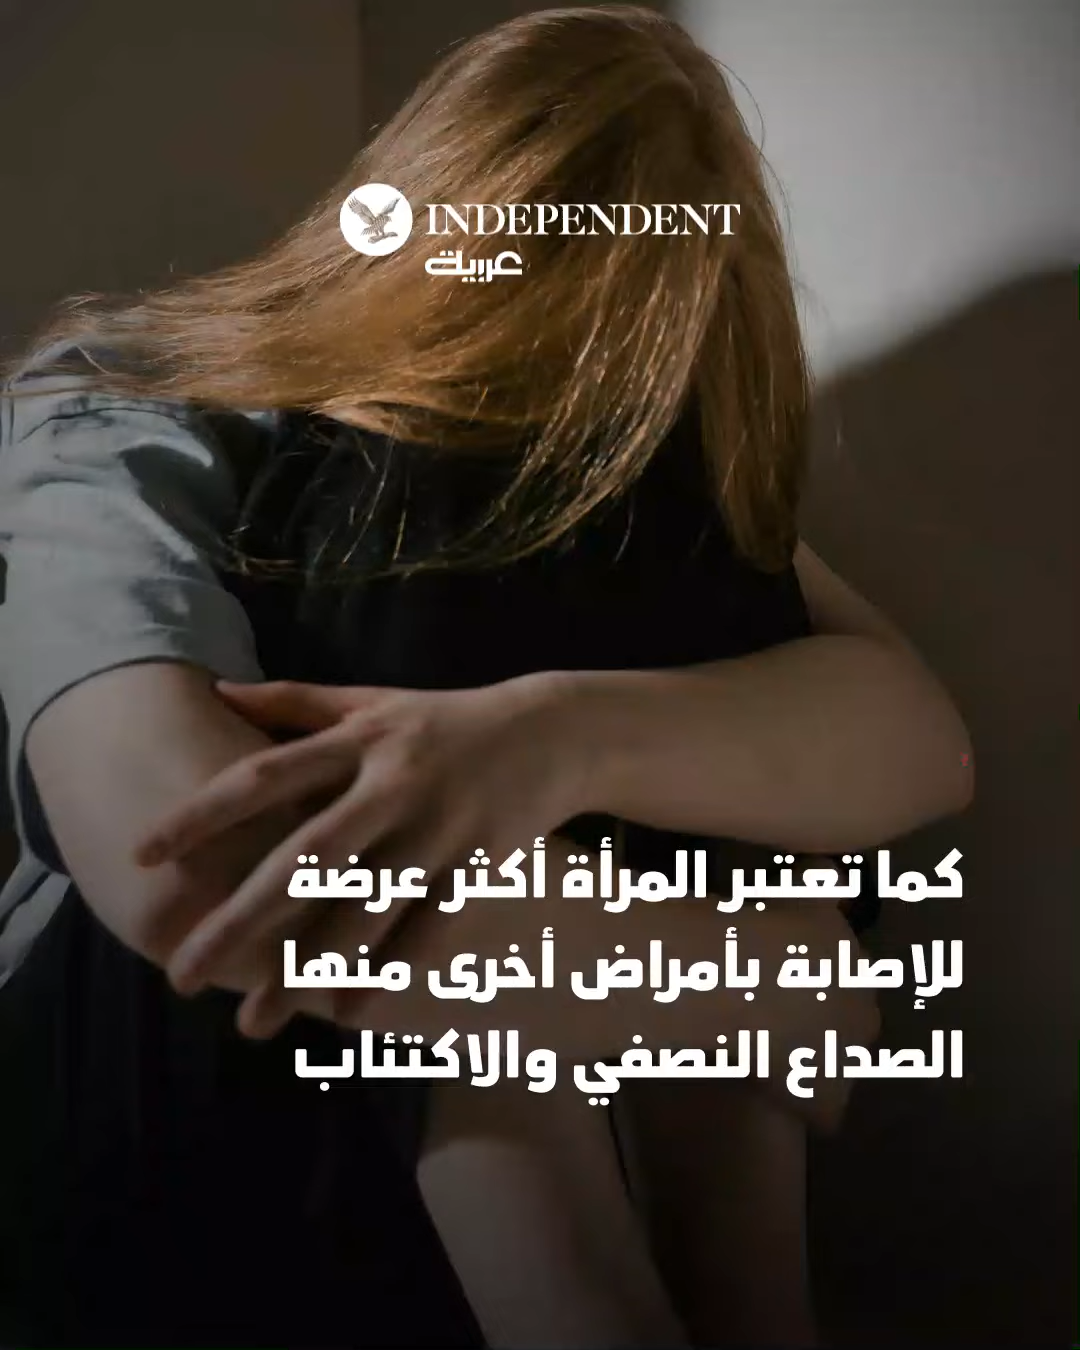 INDEPENDENT
عربية
كما تعتبر المرأة أكثر عرضة
للإصابة بأمراض أخرى منها
الصداع النصفي والاكتئاب